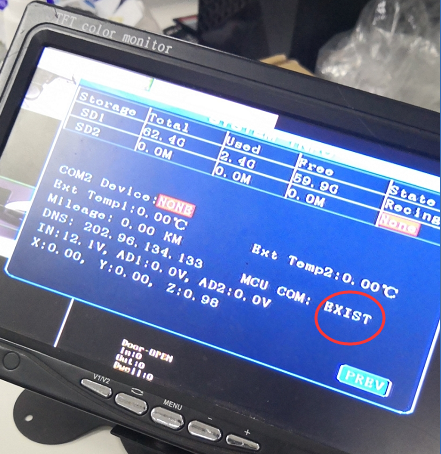 TFT color monitor
Storage Total Used Free State
SD1 62.4G 2.4G 59.9G Recing
SD2 0.0M 0.0M 0.0M None
COM2 Device:NONE
Ext Temp1:0.00℃ Ext Temp2:0.00℃
Mileage: 0.00 KM
DNS: 202.96.134.133 MCU COM: EXIST
IN:12.1V, AD1:0.0V, AD2:0.0V
X:0.00, Y:0.00, Z:0.98
PREV
Door-OPEN
In:0
Out:0
Dwell:0
V1/V2 MENU - +